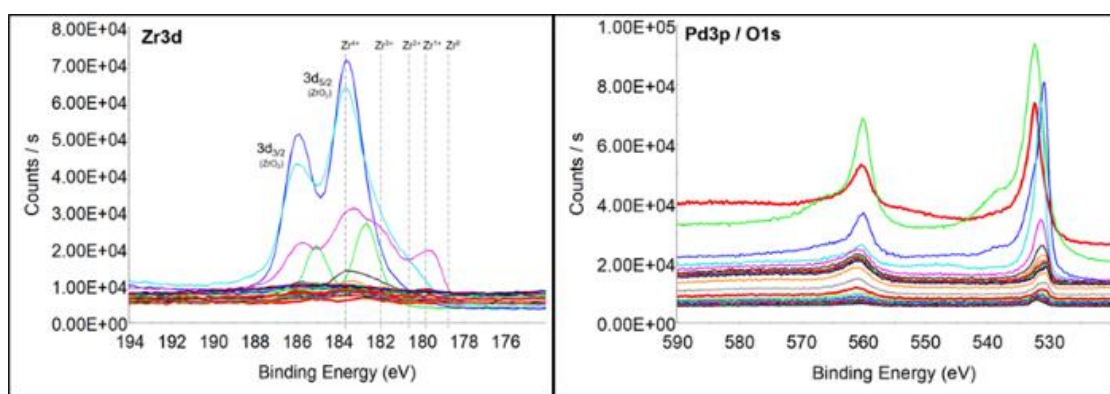 Zr3d
Zr4+ Zr3+ Zr2+ Zr1+ Zr0
3d5/2
(ZrO2)
3d3/2
(ZrO2)
8.00E+04
7.00E+04
6.00E+04
5.00E+04
4.00E+04
3.00E+04
2.00E+04
1.00E+04
0.00E+00
Counts / s
194 192 190 188 186 184 182 180 178 176
Binding Energy (eV)
Pd3p / O1s
1.00E+05
8.00E+04
6.00E+04
4.00E+04
2.00E+04
0.00E+00
Counts / s
590 580 570 560 550 540 530
Binding Energy (eV)